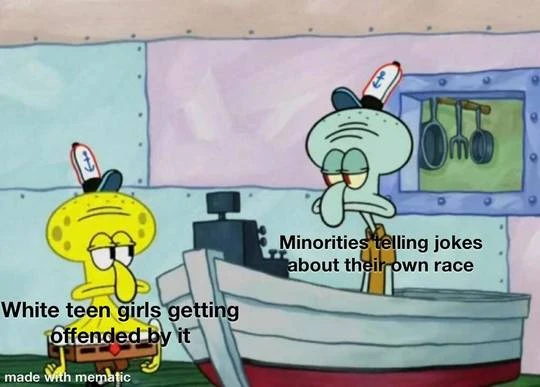 Minorities telling jokes
about their own race
White teen girls getting
offended by it
made with mematic